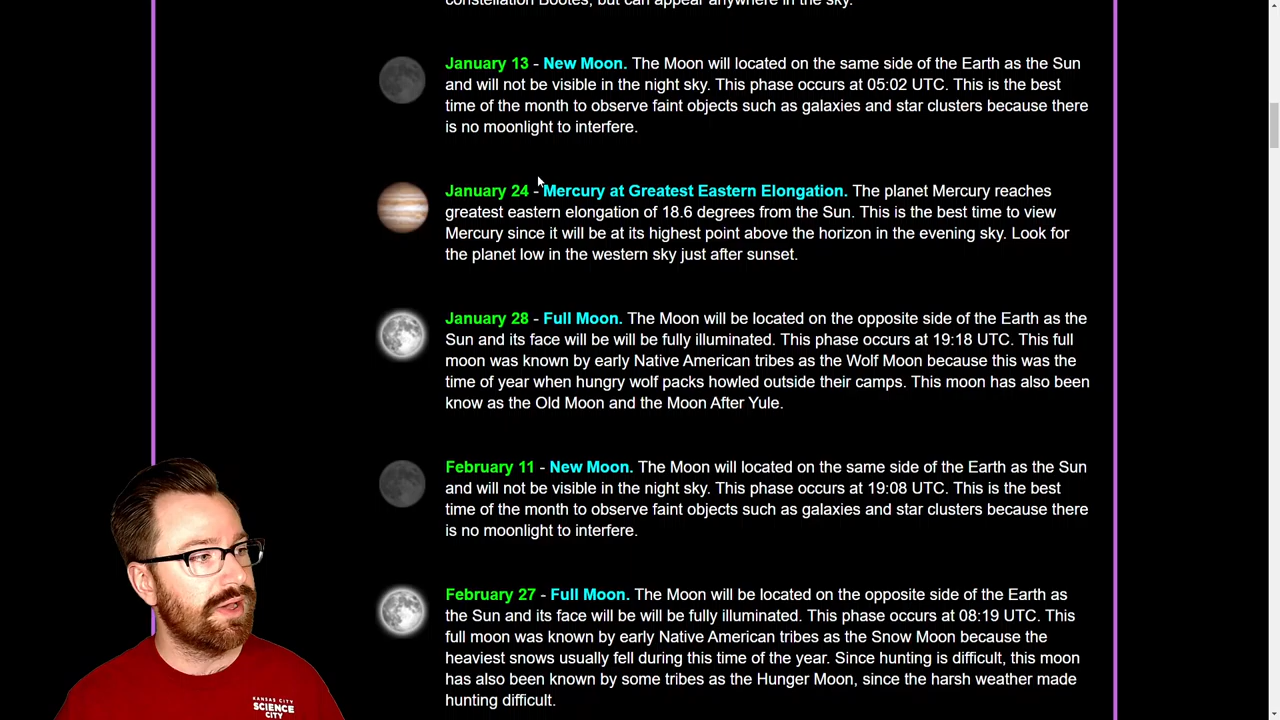 constellation Bootes, but can appear anywhere in the sky.
January 13 - New Moon. The Moon will located on the same side of the Earth as the Sun
and will not be visible in the night sky. This phase occurs at 05:02 UTC. This is the best
time of the month to observe faint objects such as galaxies and star clusters because there
is no moonlight to interfere.
January 24 - Mercury at Greatest Eastern Elongation. The planet Mercury reaches
greatest eastern elongation of 18.6 degrees from the Sun. This is the best time to view
Mercury since it will be at its highest point above the horizon in the evening sky. Look for
the planet low in the western sky just after sunset.
January 28 - Full Moon. The Moon will be located on the opposite side of the Earth as the
Sun and its face will be will be fully illuminated. This phase occurs at 19:18 UTC. This full
moon was known by early Native American tribes as the Wolf Moon because this was the
time of year when hungry wolf packs howled outside their camps. This moon has also been
know as the Old Moon and the Moon After Yule.
February 11 - New Moon. The Moon will located on the same side of the Earth as the Sun
and will not be visible in the night sky. This phase occurs at 19:08 UTC. This is the best
time of the month to observe faint objects such as galaxies and star clusters because there
is no moonlight to interfere.
February 27 - Full Moon. The Moon will be located on the opposite side of the Earth as
the Sun and its face will be will be fully illuminated. This phase occurs at 08:19 UTC. This
full moon was known by early Native American tribes as the Snow Moon because the
heaviest snows usually fell during this time of the year. Since hunting is difficult, this moon
has also been known by some tribes as the Hunger Moon, since the harsh weather made
hunting difficult.
KANSAS CITY
SCIENCE
CITY